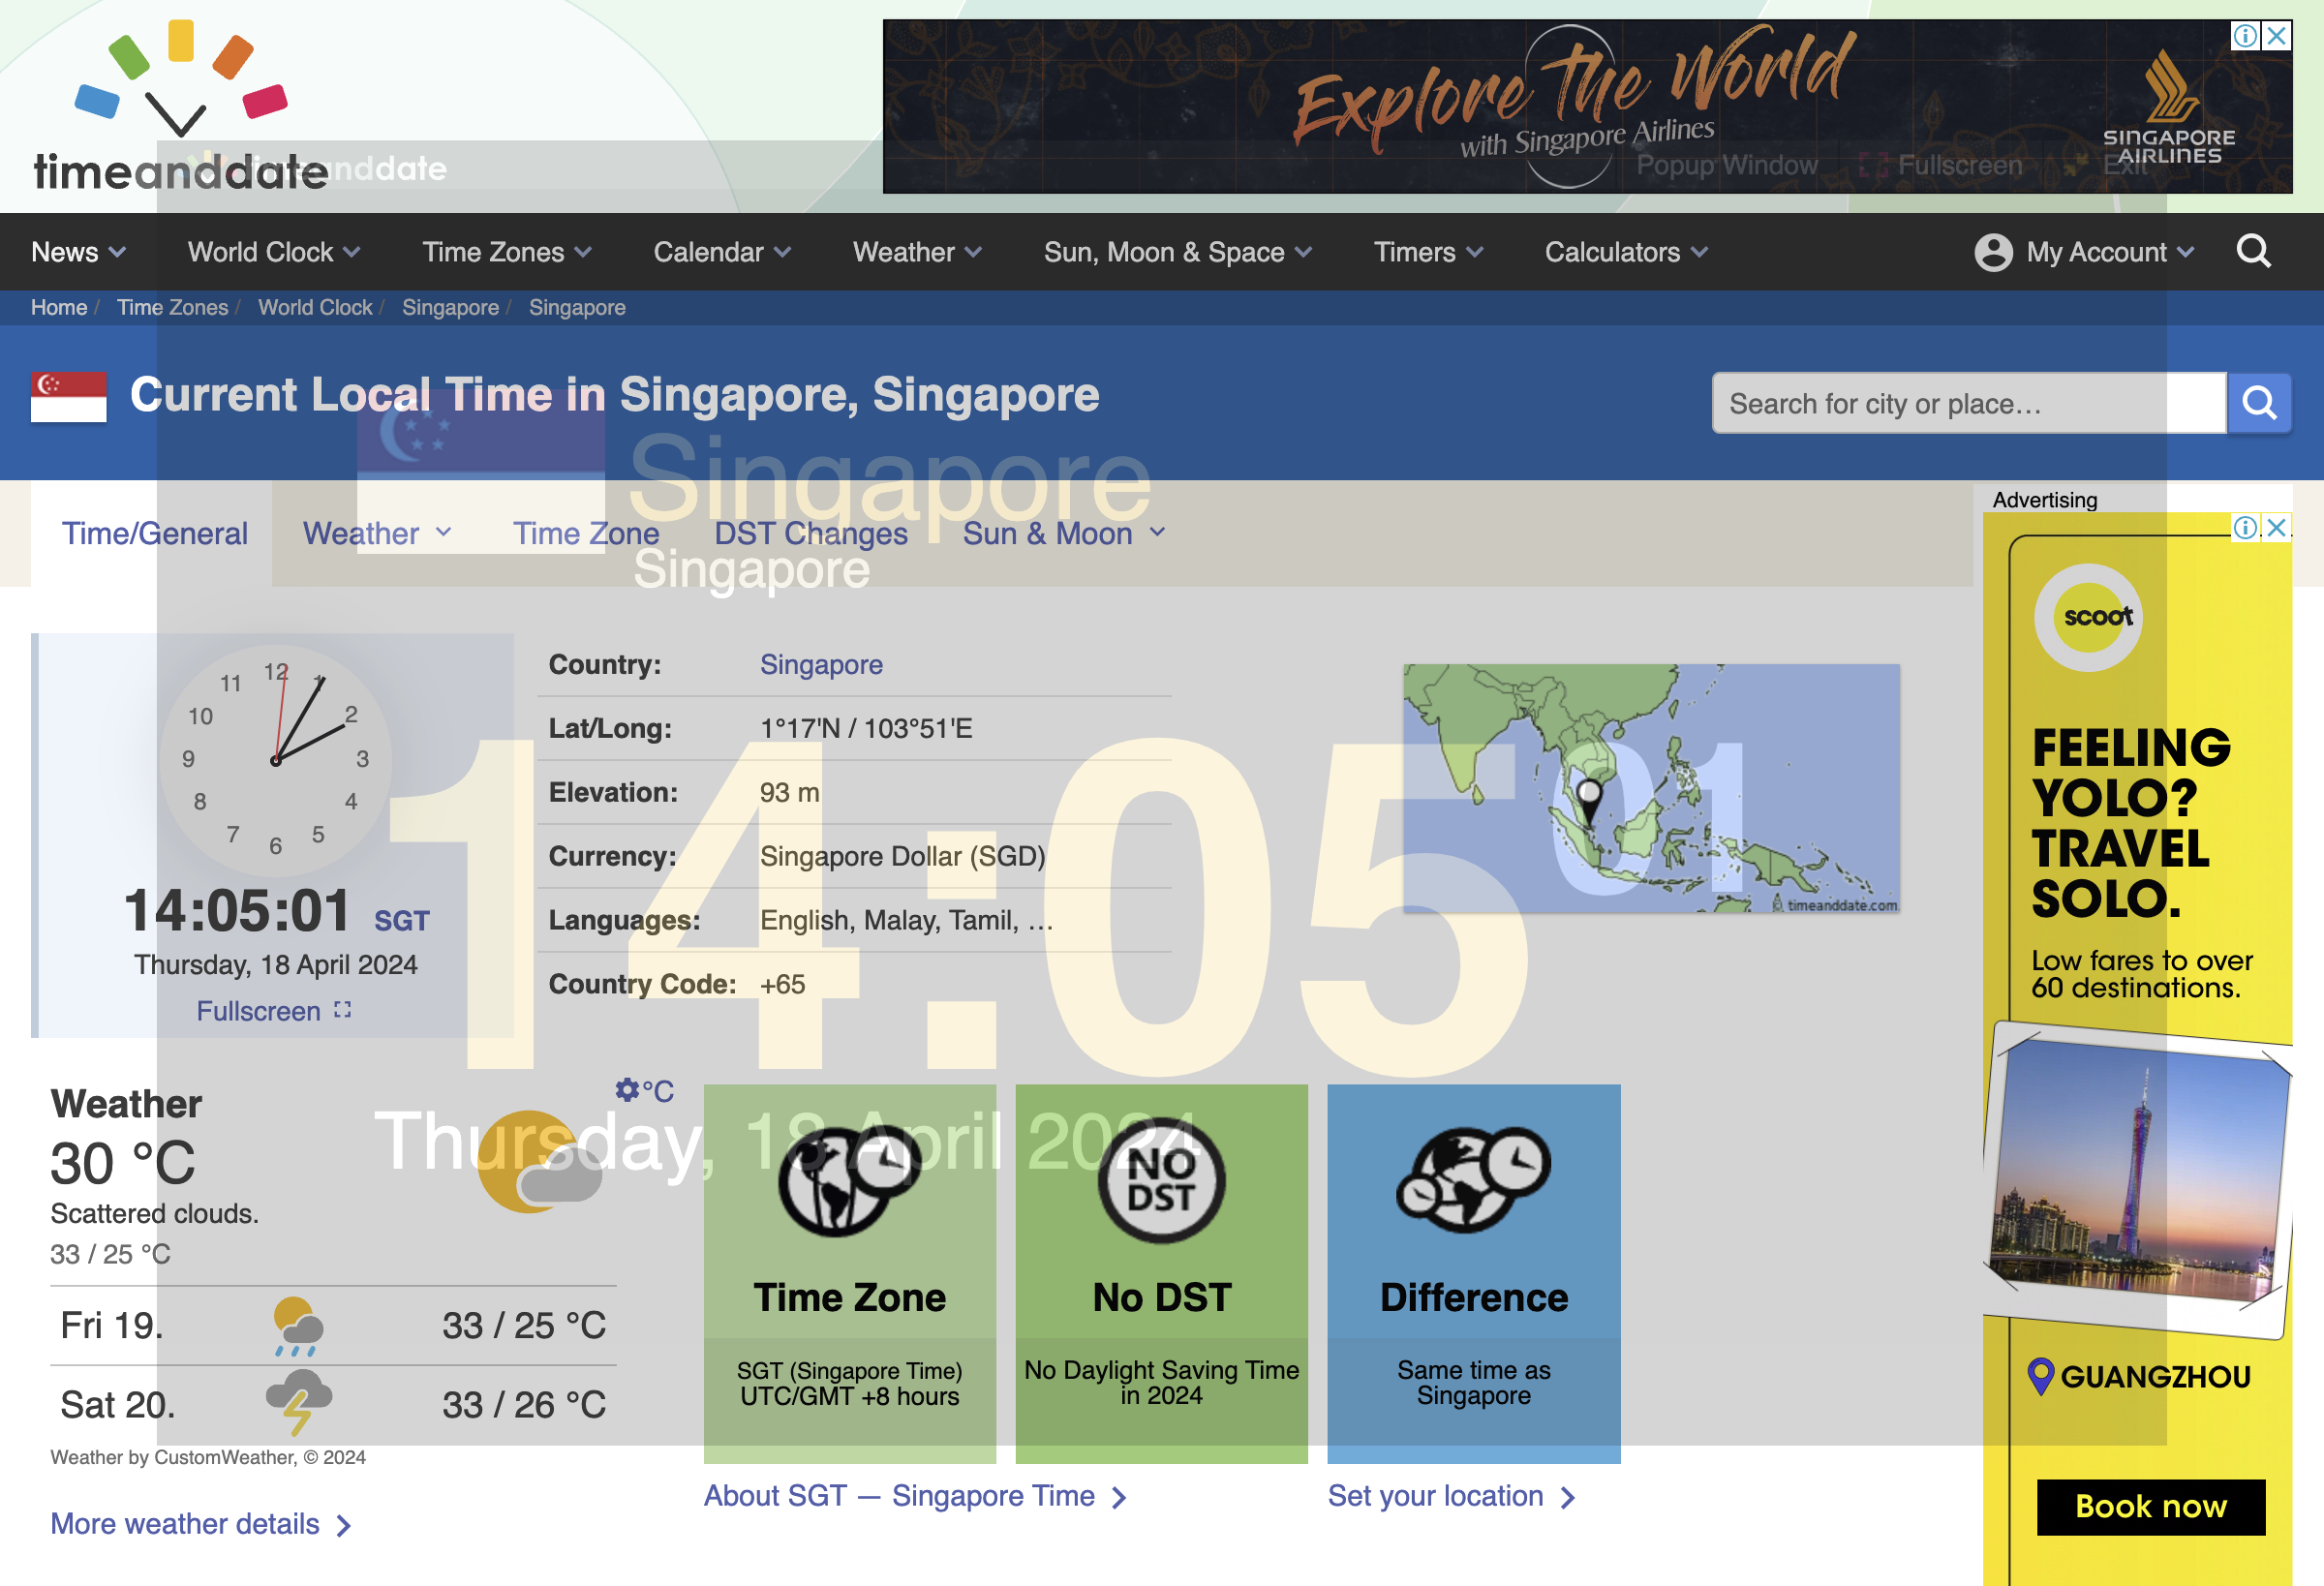 timeanddate
timeanddate
Explore the World
with Singapore Airlines
SINGAPORE
AIRLINES
Popup Window
Fullscreen
Exit
News
World Clock
Time Zones
Calendar
Weather
Sun, Moon & Space
Timers
Calculators
My Account
Home / Time Zones / World Clock / Singapore / Singapore
Current Local Time in Singapore, Singapore
Search for city or place…
Singapore
Singapore
Time/General
Weather
Time Zone
DST Changes
Sun & Moon
12
1
2
3
4
5
6
7
8
9
10
11
14:05:01 SGT
Thursday, 18 April 2024
Fullscreen
Country: Singapore
Lat/Long: 1°17'N / 103°51'E
Elevation: 93 m
Currency: Singapore Dollar (SGD)
Languages: English, Malay, Tamil, …
Country Code: +65
© timeanddate.com
14:05
01
Thursday, 18 April 2024
Weather
°C
30 °C
Scattered clouds.
33 / 25 °C
Fri 19. 33 / 25 °C
Sat 20. 33 / 26 °C
Weather by CustomWeather, © 2024
More weather details
Time Zone
SGT (Singapore Time)
UTC/GMT +8 hours
NO
DST
No DST
No Daylight Saving Time
in 2024
Difference
Same time as
Singapore
About SGT — Singapore Time
Set your location
Advertising
scoot
FEELING
YOLO?
TRAVEL
SOLO.
Low fares to over
60 destinations.
GUANGZHOU
Book now